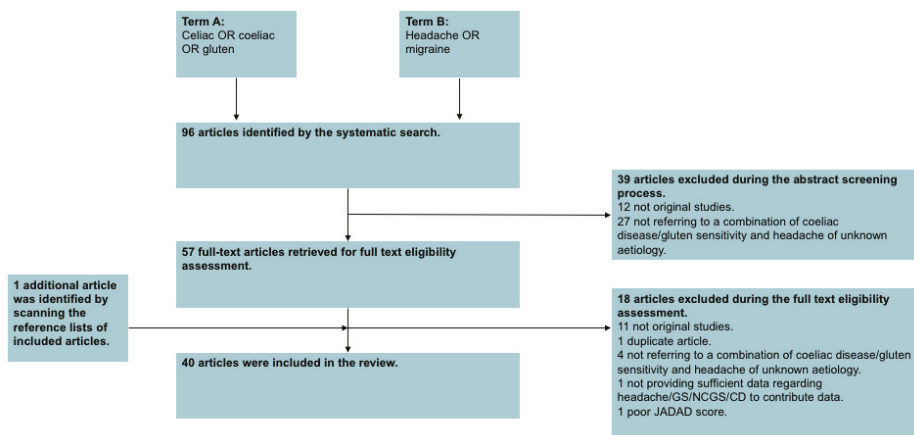 Term A:
Celiac OR coeliac
OR gluten
Term B:
Headache OR
migraine
96 articles identified by the systematic search.
39 articles excluded during the abstract screening
process.
12 not original studies.
27 not referring to a combination of coeliac
disease/gluten sensitivity and headache of unknown
aetiology.
57 full-text articles retrieved for full text eligibility
assessment.
1 additional article
was identified by
scanning the
reference lists of
included articles.
18 articles excluded during the full text eligibility
assessment.
11 not original studies.
1 duplicate article.
4 not referring to a combination of coeliac disease/gluten
sensitivity and headache of unknown aetiology.
1 not providing sufficient data regarding
headache/GS/NCGS/CD to contribute data.
1 poor JADAD score.
40 articles were included in the review.